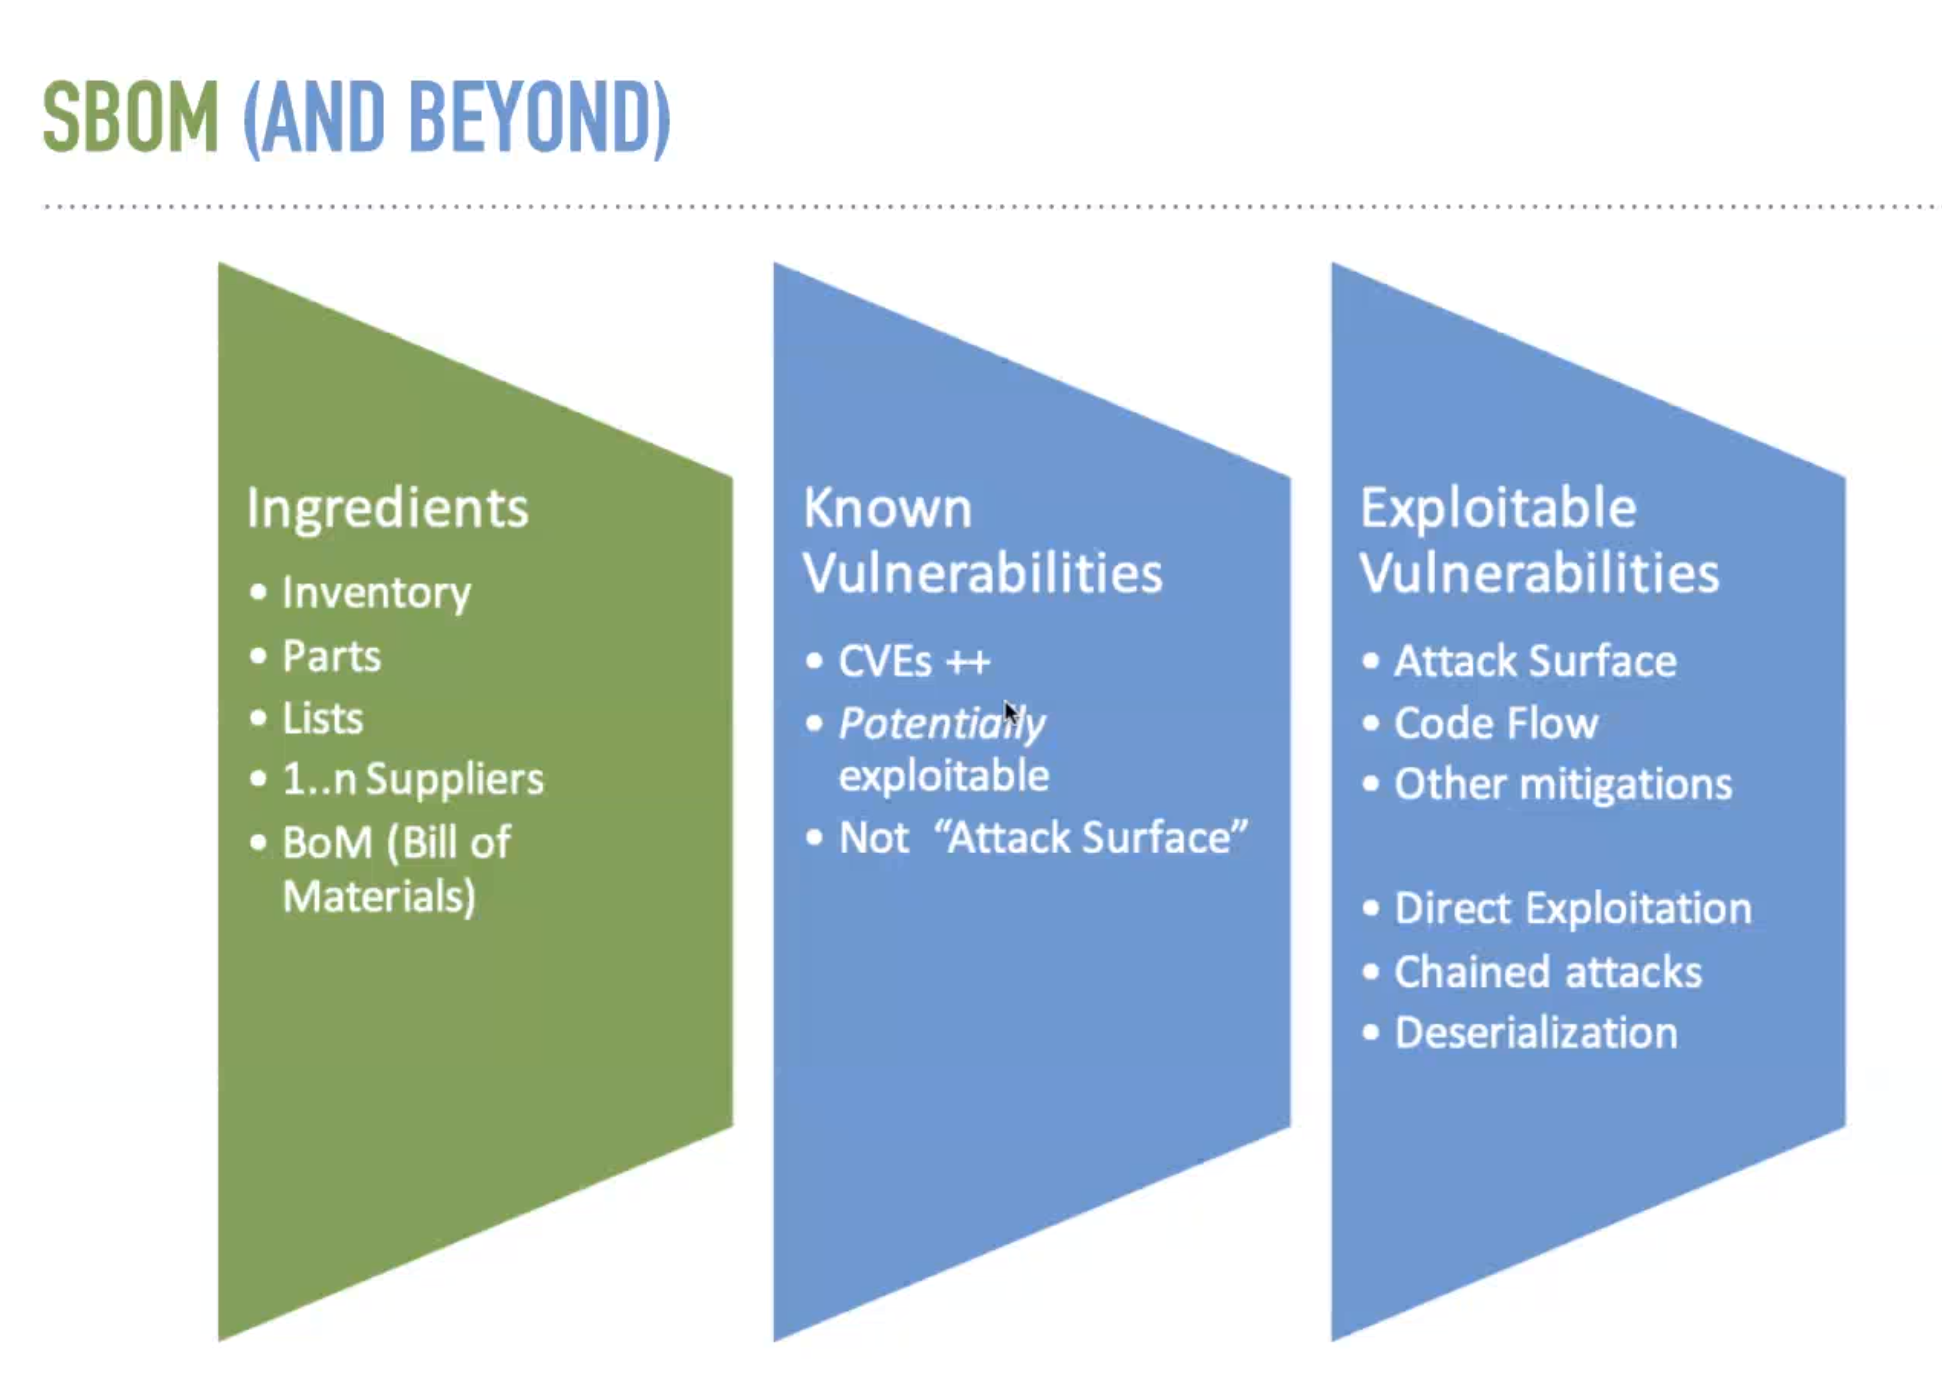 SBOM (AND BEYOND)
Ingredients
• Inventory
• Parts
• Lists
• 1..n Suppliers
• BoM (Bill of
Materials)
Known
Vulnerabilities
• CVEs ++
• Potentially
exploitable
• Not “Attack Surface”
Exploitable
Vulnerabilities
• Attack Surface
• Code Flow
• Other mitigations
• Direct Exploitation
• Chained attacks
• Deserialization